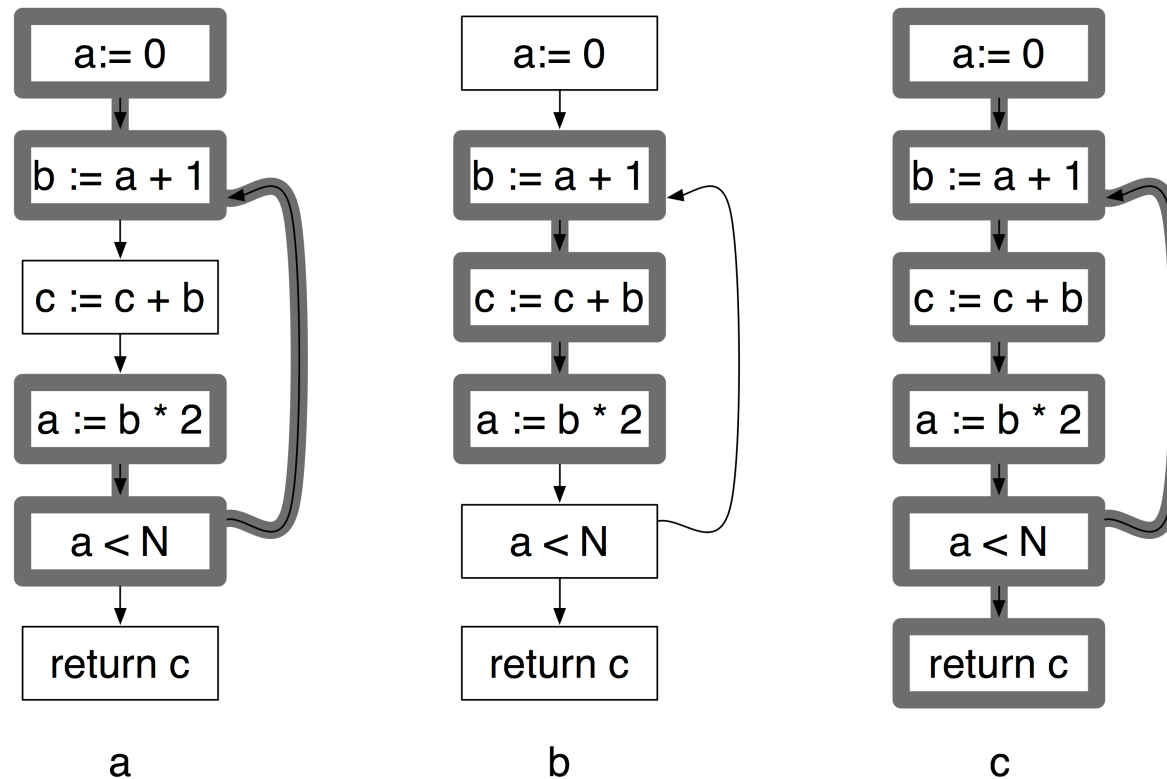 a:= 0
b := a + 1
c := c + b
a := b * 2
a < N
return c
a
a:= 0
b := a + 1
c := c + b
a := b * 2
a < N
return c
b
a:= 0
b := a + 1
c := c + b
a := b * 2
a < N
return c
c